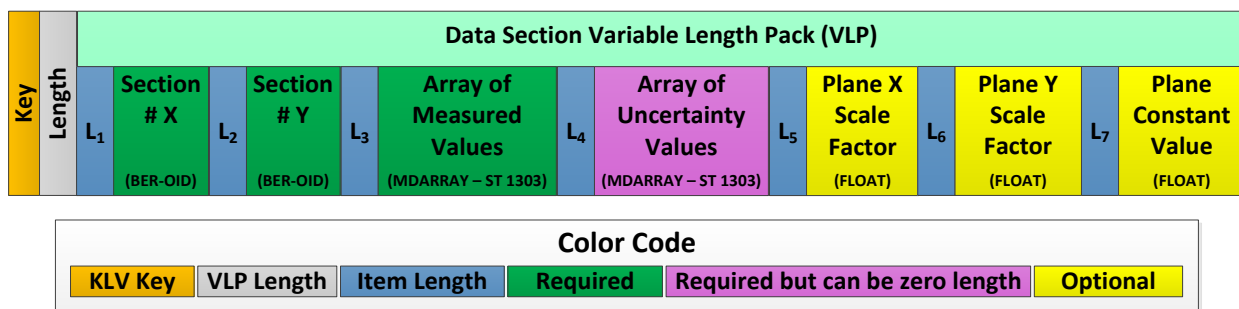 Key
Length
Data Section Variable Length Pack (VLP)
L1
Section
# X
(BER-OID)
L2
Section
# Y
(BER-OID)
L3
Array of
Measured
Values
(MDARRAY – ST 1303)
L4
Array of
Uncertainty
Values
(MDARRAY – ST 1303)
L5
Plane X
Scale
Factor
(FLOAT)
L6
Plane Y
Scale
Factor
(FLOAT)
L7
Plane
Constant
Value
(FLOAT)
Color Code
KLV Key
VLP Length
Item Length
Required
Required but can be zero length
Optional